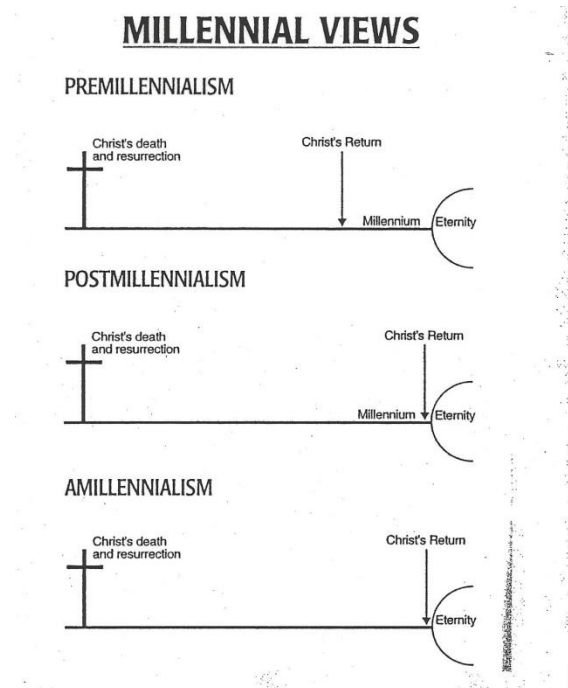 MILLENNIAL VIEWS
PREMILLENNIALISM
Christ's death
and resurrection
Christ's Return
Millennium
Eternity
POSTMILLENNIALISM
Christ's death
and resurrection
Christ's Return
Millennium
Eternity
AMILLENNIALISM
Christ's death
and resurrection
Christ's Return
Eternity